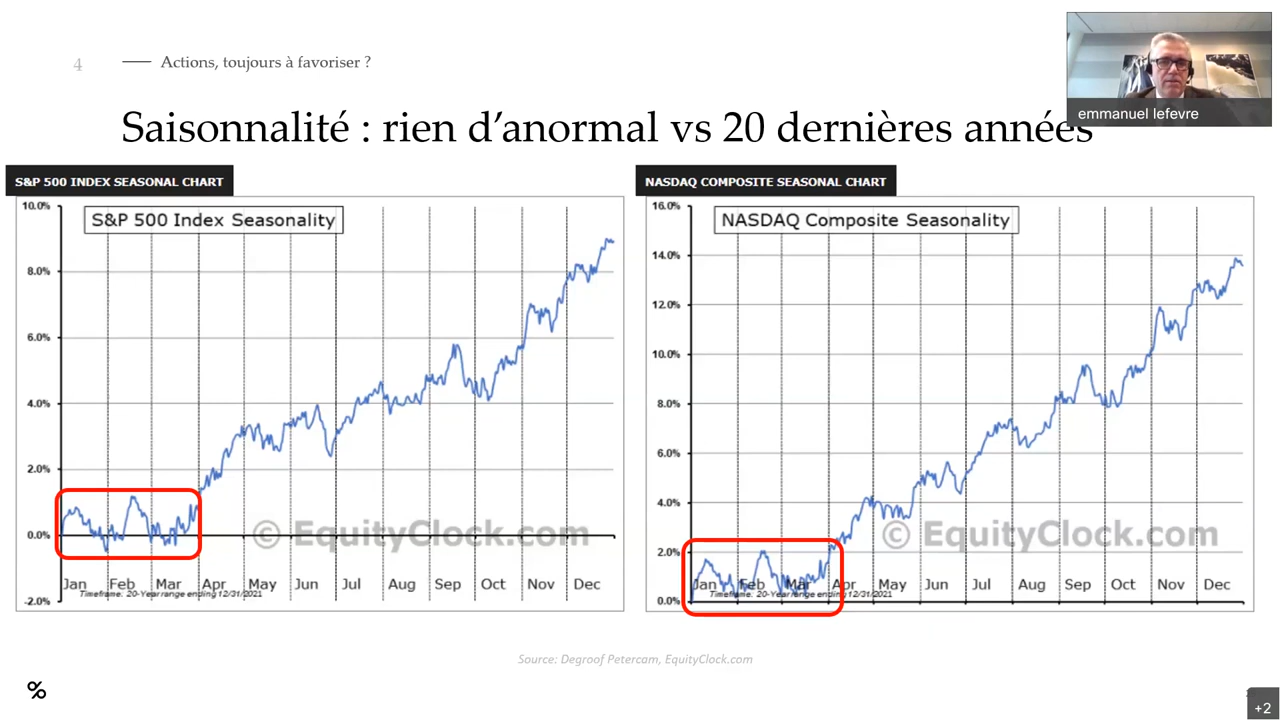 4
Actions, toujours à favoriser ?
emmanuel lefevre
Saisonnalité : rien d’anormal vs 20 dernières années
S&P 500 INDEX SEASONAL CHART
S&P 500 Index Seasonality
10.0%
8.0%
6.0%
4.0%
2.0%
0.0%
-2.0%
© EquityClock.com
Jan Feb Mar Apr May Jun Jul Aug Sep Oct Nov Dec
Timeframe: 20-Year range ending 12/31/2021
NASDAQ COMPOSITE SEASONAL CHART
NASDAQ Composite Seasonality
16.0%
14.0%
12.0%
10.0%
8.0%
6.0%
4.0%
2.0%
0.0%
© EquityClock.com
Jan Feb Mar Apr May Jun Jul Aug Sep Oct Nov Dec
Timeframe: 20-Year range ending 12/31/2021
Source: Degroof Petercam, EquityClock.com
%
+2